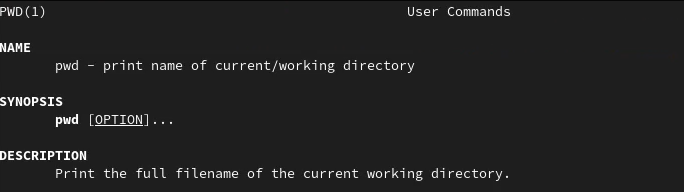 PWD(1) User Commands
NAME
pwd - print name of current/working directory
SYNOPSIS
pwd [OPTION]...
DESCRIPTION
Print the full filename of the current working directory.